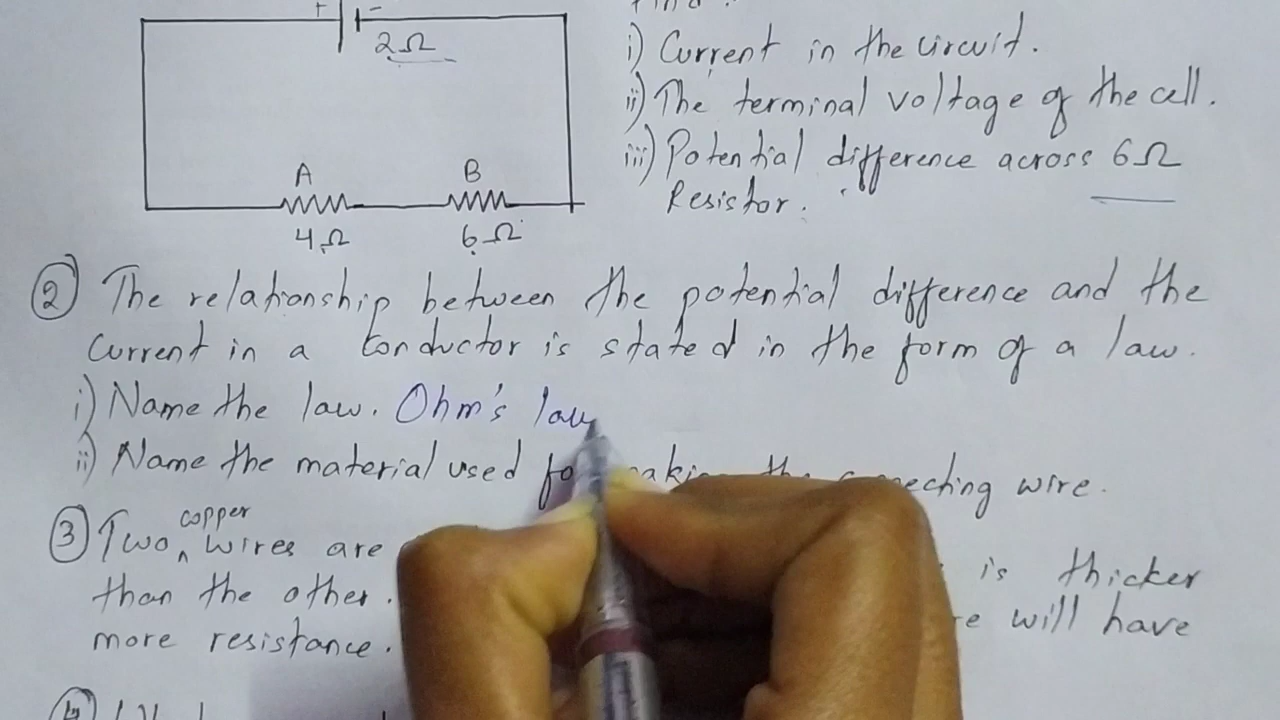 + -
2Ω
i) Current in the circuit.
ii) The terminal voltage of the cell.
iii) Potential difference across 6Ω
Resistor.
A B
4Ω 6Ω
② The relationship between the potential difference and the
current in a conductor is stated in the form of a law.
i) Name the law. Ohm's law
ii) Name the material used wire.
③ Two copper wires are is thicker
than the other. will have
more resistance.